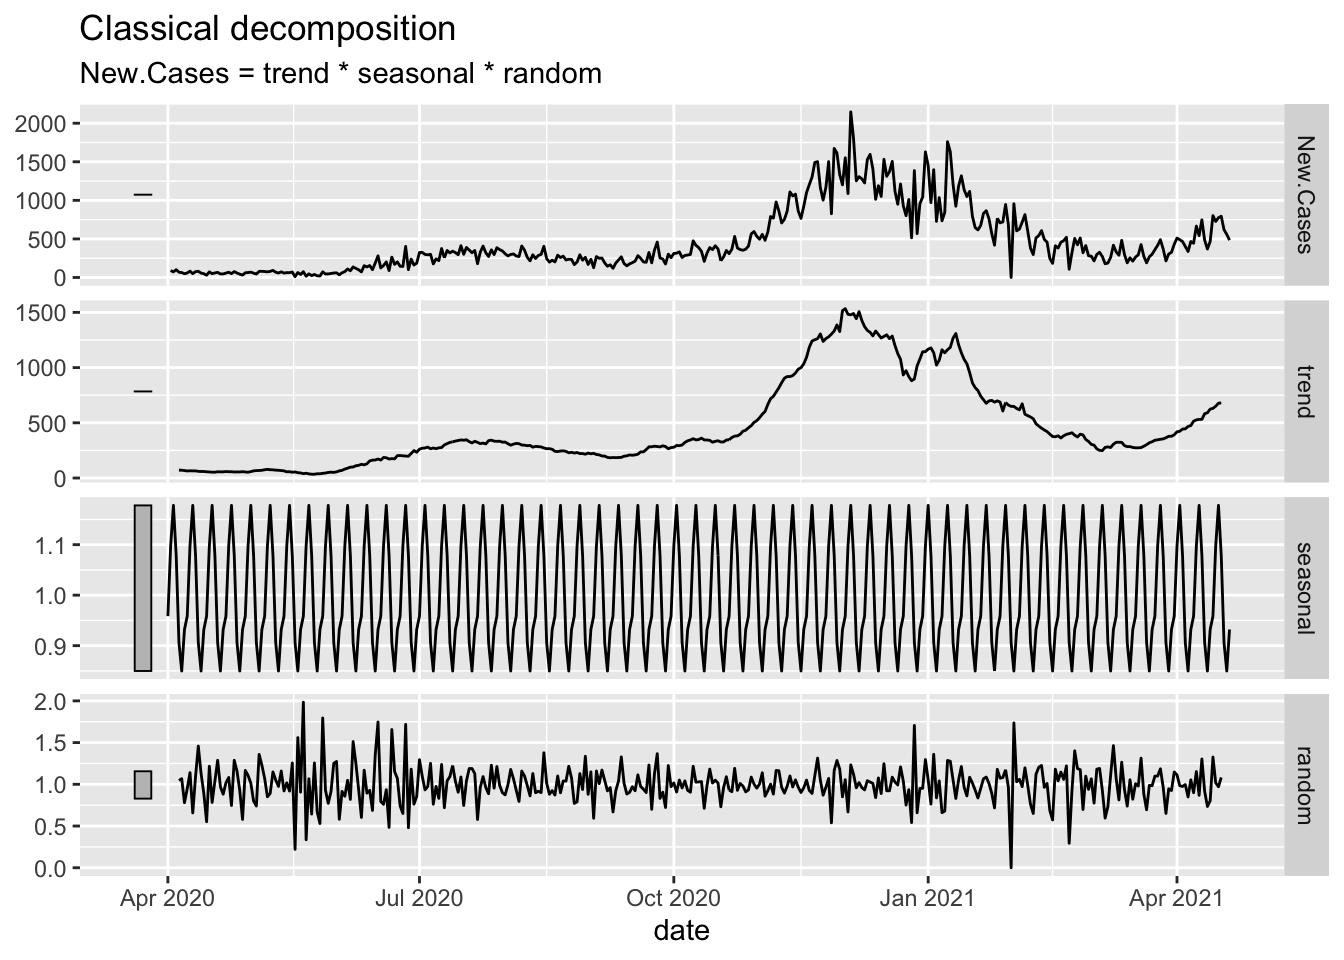 Classical decomposition
New.Cases = trend * seasonal * random
2000
1500
1000
500
0
New.Cases
1500
1000
500
0
trend
1.1
1.0
0.9
seasonal
2.0
1.5
1.0
0.5
0.0
random
Apr 2020 Jul 2020 Oct 2020 Jan 2021 Apr 2021
date